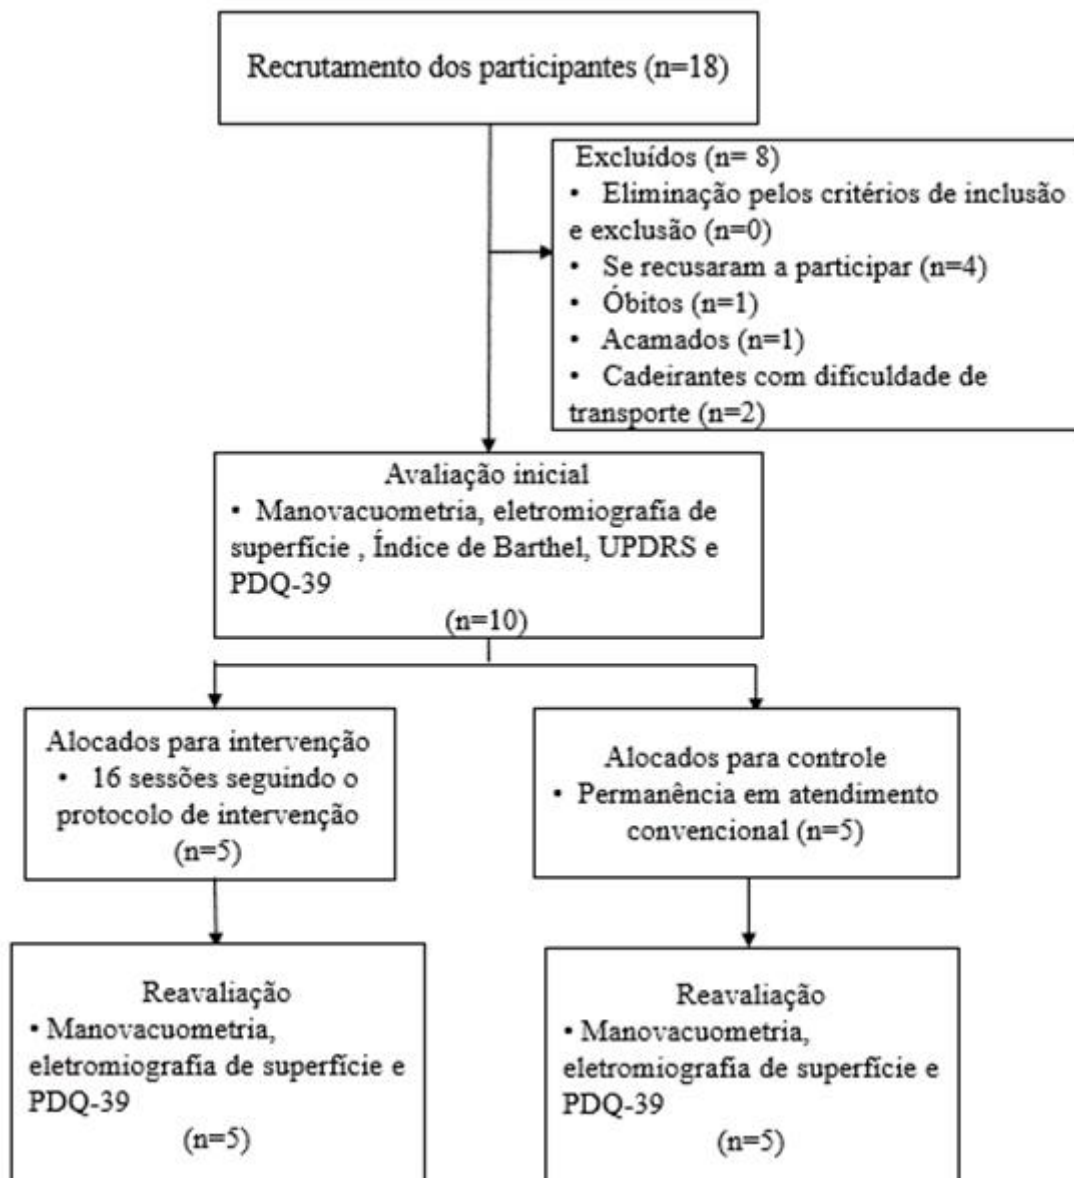 Recrutamento dos participantes (n=18)
Excluídos (n= 8)
• Eliminação pelos critérios de inclusão
e exclusão (n=0)
• Se recusaram a participar (n=4)
• Óbitos (n=1)
• Acamados (n=1)
• Cadeirantes com dificuldade de
transporte (n=2)
Avaliação inicial
• Manovacuometria, eletromiografia de
superfície , Índice de Barthel, UPDRS e
PDQ-39
(n=10)
Alocados para intervenção
• 16 sessões seguindo o
protocolo de intervenção
(n=5)
Alocados para controle
• Permanência em atendimento
convencional (n=5)
Reavaliação
• Manovacuometria,
eletromiografia de superfície e
PDQ-39
(n=5)
Reavaliação
• Manovacuometria,
eletromiografia de superfície e
PDQ-39
(n=5)